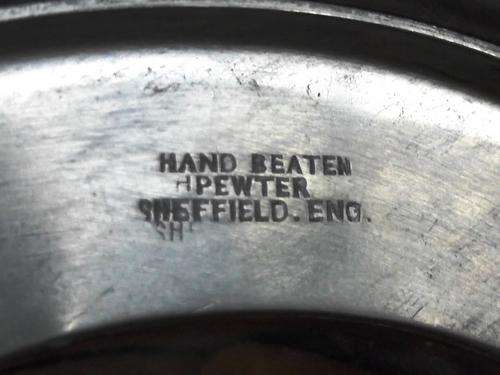 HAND BEATEN
PEWTER
SHEFFIELD. ENG.